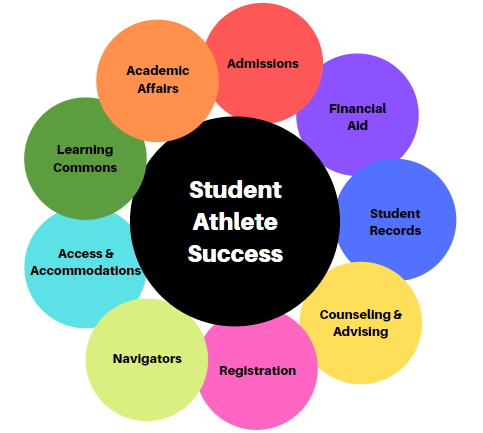 Student
Athlete
Success
Admissions
Financial
Aid
Student
Records
Counseling &
Advising
Registration
Navigators
Access &
Accommodations
Learning
Commons
Academic
Affairs